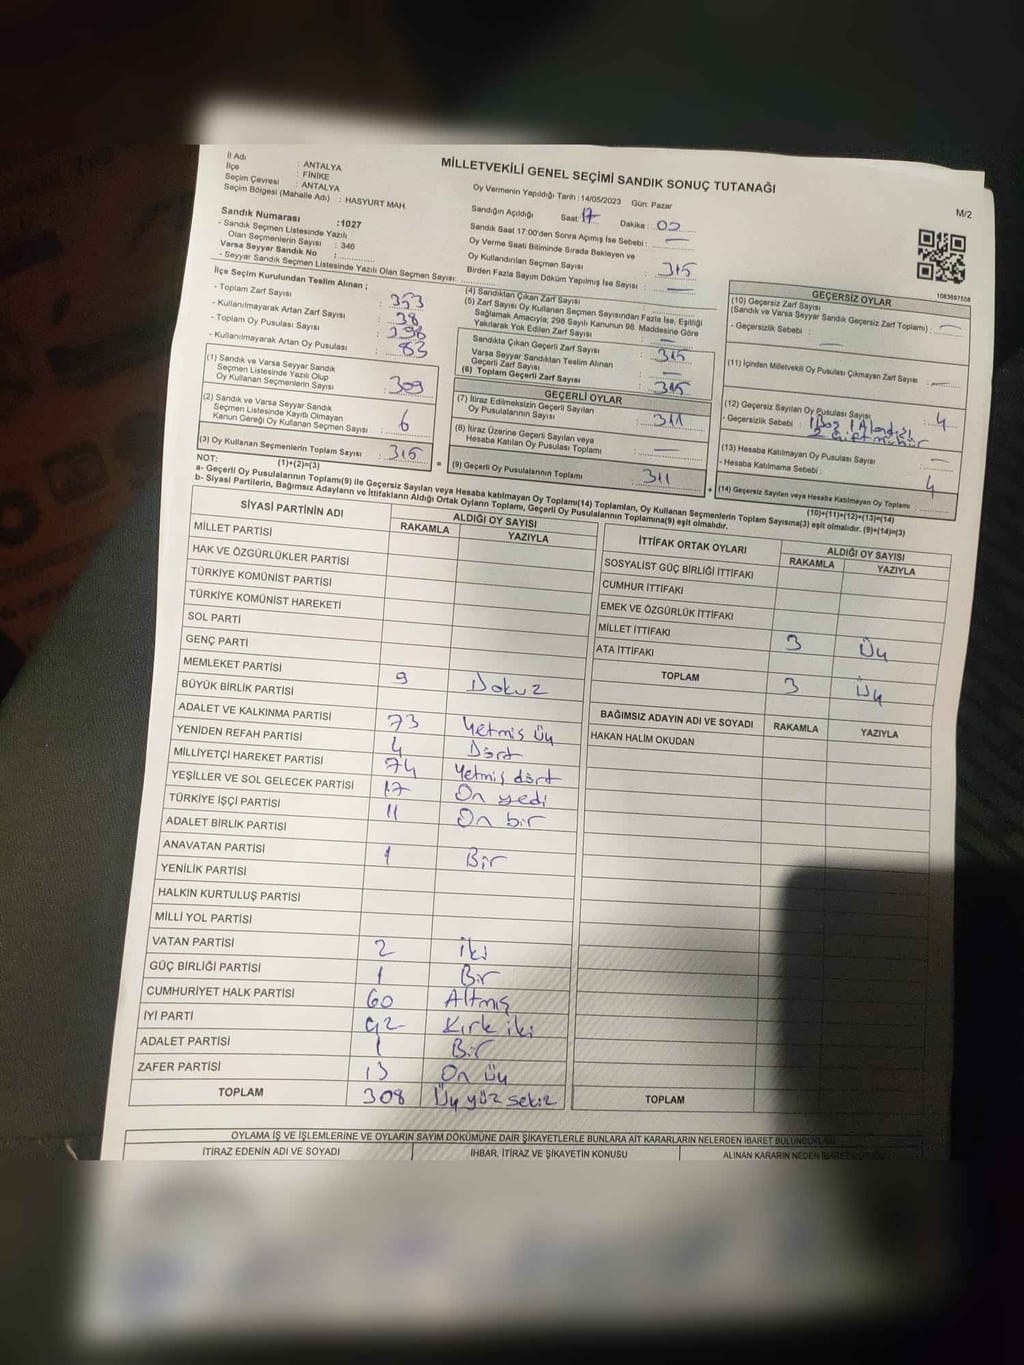 MİLLETVEKİLİ GENEL SEÇİMİ SANDIK SONUÇ TUTANAĞI
M/2
İl Adı : ANTALYA
İlçe : FİNİKE
Seçim Çevresi : ANTALYA
Seçim Bölgesi (Mahalle Adı) : HASYURT MAH.
Sandık Numarası :1027
- Sandık Seçmen Listesinde Yazılı
Olan Seçmenlerin Sayısı : 346
Varsa Seyyar Sandık No :
- Seyyar Sandık Seçmen Listesinde Yazılı Olan Seçmen Sayısı:
Oy Vermenin Yapıldığı Tarih :14/05/2023 Gün: Pazar
Sandığın Açıldığı Saat: 17 Dakika : 00
Sandık Saat 17:00'den Sonra Açımış İse Sebebi : —
Oy Verme Saati Bitiminde Sırada Bekleyen ve
Oy Kullandırılan Seçmen Sayısı : 315
Birden Fazla Sayım Döküm Yapılmış İse Sayısı : —
1083697558
İlçe Seçim Kurulundan Teslim Alınan ;
- Toplam Zarf Sayısı : 353
- Kullanılmayarak Artan Zarf Sayısı : 38
- Toplam Oy Pusulası Sayısı : 398
- Kullanılmayarak Artan Oy Pusulası : 83
(1) Sandık ve Varsa Seyyar Sandık
Seçmen Listesinde Yazılı Olup
Oy Kullanan Seçmenlerin Sayısı : 309
(2) Sandık ve Varsa Seyyar Sandık
Seçmen Listesinde Kayıtlı Olmayan
Kanun Gereği Oy Kullanan Seçmen Sayısı : 6
(3) Oy Kullanan Seçmenlerin Toplam Sayısı : 315
(1)+(2)=(3)
(4) Sandıktan Çıkan Zarf Sayısı
(5) Zarf Sayısı Oy Kullanan Seçmen Sayısından Fazla İse, Eşitliği
Sağlamak Amacıyla; 298 Sayılı Kanunun 98. Maddesine Göre
Yakılarak Yok Edilen Zarf Sayısı : —
Sandıkta Çıkan Geçerli Zarf Sayısı : 315
Varsa Seyyar Sandıktan Teslim Alınan
Geçerli Zarf Sayısı : —
(6) Toplam Geçerli Zarf Sayısı : 315
GEÇERLİ OYLAR
(7) İtiraz Edilmeksizin Geçerli Sayılan
Oy Pusulalarının Sayısı : 311
(8) İtiraz Üzerine Geçerli Sayılan veya
Hesaba Katılan Oy Pusulası Toplamı : —
= (9) Geçerli Oy Pusulalarının Toplamı 311 +
GEÇERSİZ OYLAR
(10) Geçersiz Zarf Sayısı
(Sandık ve Varsa Seyyar Sandık Geçersiz Zarf Toplamı) : —
- Geçersizlik Sebebi : —
(11) İçinden Milletvekili Oy Pusulası Çıkmayan Zarf Sayısı : —
(12) Geçersiz Sayılan Oy Pusulası Sayısı : 4
- Geçersizlik Sebebi : 1 Boş
2 Çift mühür
(13) Hesaba Katılmayan Oy Pusulası Sayısı : —
- Hesaba Katılmama Sebebi :
(14) Geçersiz Sayılan veya Hesaba Katılmayan Oy Toplamı : 4
(10)+(11)+(12)+(13)=(14)
NOT:
a- Geçerli Oy Pusulalarının Toplamı(9) ile Geçersiz Sayılan veya Hesaba katılmayan Oy Toplamı(14) Toplamları, Oy Kullanan Seçmenlerin Toplam Sayısına(3) eşit olmalıdır. (9)+(14)=(3)
b- Siyasi Partilerin, Bağımsız Adayların ve İttifakların Aldığı Ortak Oyların Toplamı, Geçerli Oy Pusulalarının Toplamına(9) eşit olmalıdır.
SİYASİ PARTİNİN ADI ALDIĞI OY SAYISI
RAKAMLA YAZIYLA
MİLLET PARTİSİ
HAK VE ÖZGÜRLÜKLER PARTİSİ
TÜRKİYE KOMÜNİST PARTİSİ
TÜRKİYE KOMÜNİST HAREKETİ
SOL PARTİ
GENÇ PARTİ
MEMLEKET PARTİSİ 9 Dokuz
BÜYÜK BİRLİK PARTİSİ
ADALET VE KALKINMA PARTİSİ 73 Yetmiş Üç
YENİDEN REFAH PARTİSİ 4 Dört
MİLLİYETÇİ HAREKET PARTİSİ 74 Yetmiş dört
YEŞİLLER VE SOL GELECEK PARTİSİ 17 On yedi
TÜRKİYE İŞÇİ PARTİSİ 11 On bir
ADALET BİRLİK PARTİSİ
ANAVATAN PARTİSİ 1 Bir
YENİLİK PARTİSİ
HALKIN KURTULUŞ PARTİSİ
MİLLİ YOL PARTİSİ
VATAN PARTİSİ 2 İki
GÜÇ BİRLİĞİ PARTİSİ 1 Bir
CUMHURİYET HALK PARTİSİ 60 Altmış
İYİ PARTİ 42 Kırk iki
ADALET PARTİSİ 1 Bir
ZAFER PARTİSİ 13 On Üç
TOPLAM 308 Üç yüz sekiz
İTTİFAK ORTAK OYLARI ALDIĞI OY SAYISI
RAKAMLA YAZIYLA
SOSYALİST GÜÇ BİRLİĞİ İTTİFAKI
CUMHUR İTTİFAKI
EMEK VE ÖZGÜRLÜK İTTİFAKI
MİLLET İTTİFAKI 3 Üç
ATA İTTİFAKI
TOPLAM 3 Üç
BAĞIMSIZ ADAYIN ADI VE SOYADI RAKAMLA YAZIYLA
HAKAN HALİM OKUDAN
TOPLAM
OYLAMA İŞ VE İŞLEMLERİNE VE OYLARIN SAYIM DÖKÜMÜNE DAİR ŞİKAYETLERLE BUNLARA AİT KARARLARIN NELERDEN İBARET BULUNDUKLARI
İTİRAZ EDENİN ADI VE SOYADI İHBAR, İTİRAZ VE ŞİKAYETİN KONUSU ALINAN KARARIN NEDEN İBARET